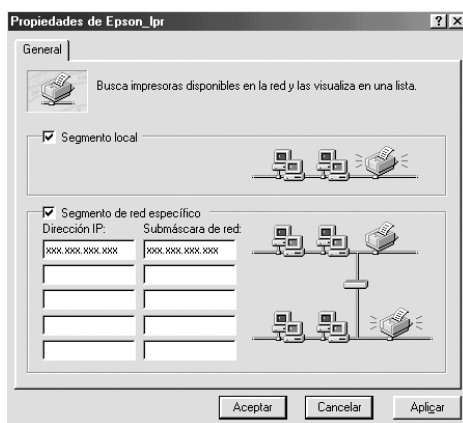 Propiedades de Epson_lpr
General
Busca impresoras disponibles en la red y las visualiza en una lista.
Segmento local
Segmento de red específico
Dirección IP: Submáscara de red:
xxx.xxx.xxx.xxx xxx.xxx.xxx.xxx
Aceptar Cancelar Aplicar